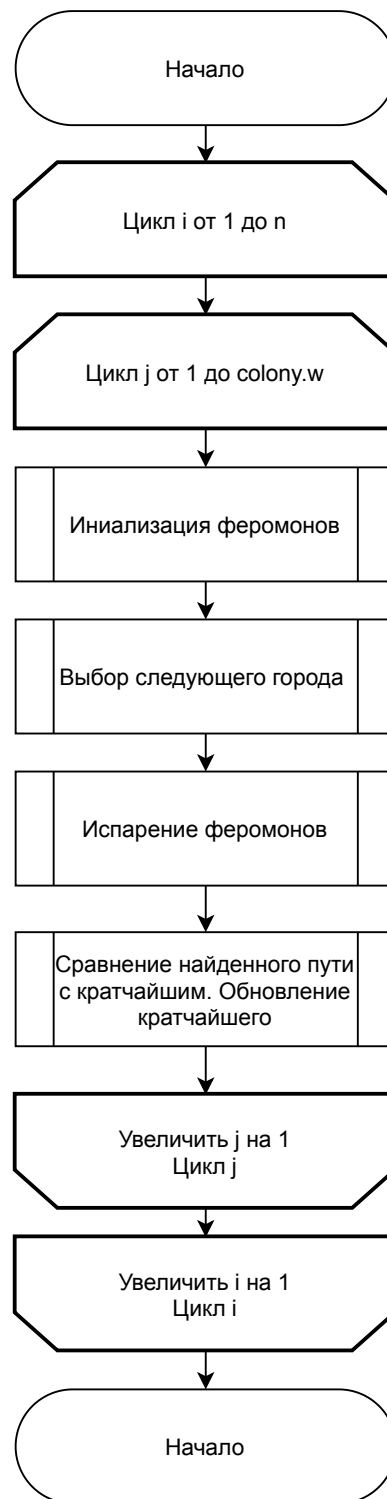 Начало
Цикл i от 1 до n
Цикл j от 1 до colony.w
Иниализация феромонов
Выбор следующего города
Испарение феромонов
Сравнение найденного пути
с кратчайшим. Обновление
кратчайшего
Увеличить j на 1
Цикл j
Увеличить i на 1
Цикл i
Начало